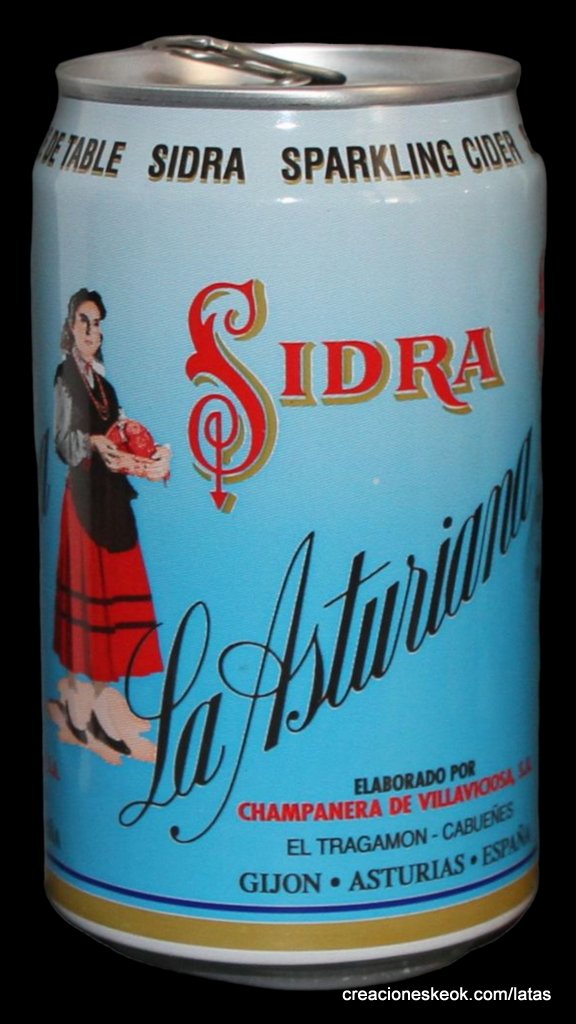 DE TABLE SIDRA SPARKLING CIDER
SIDRA
La Asturiana
ELABORADO POR
CHAMPANERA DE VILLAVICIOSA, S.A.
EL TRAGAMON - CABUEÑES
GIJON • ASTURIAS • ESPAÑA
creacioneskeok.com/latas